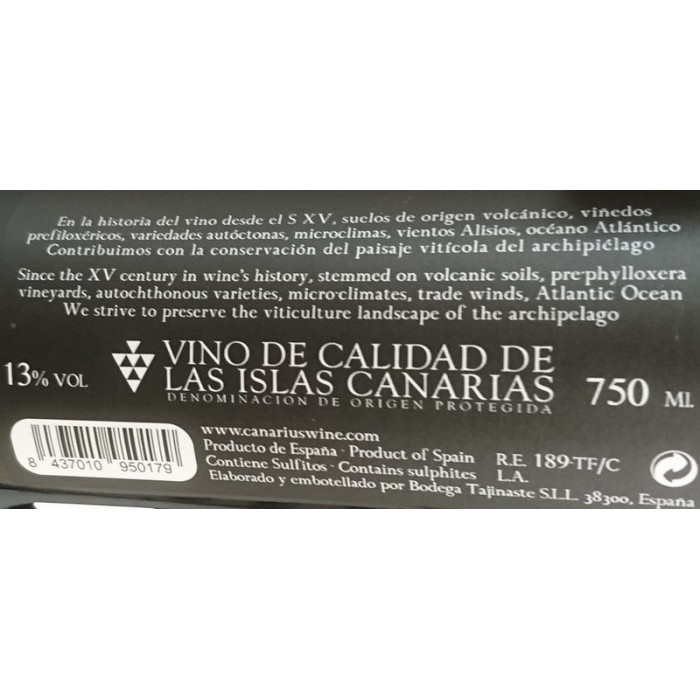 En la historia del vino desde el S XV, suelos de origen volcánico, viñedos
prefiloxéricos, variedades autóctonas, microclimas, vientos Alisios, océano Atlántico
Contribuimos con la conservación del paisaje vitícola del archipiélago
Since the XV century in wine's history, stemmed on volcanic soils, pre-phylloxera
vineyards, autochthonous varieties, micro-climates, trade winds, Atlantic Ocean
We strive to preserve the viticulture landscape of the archipelago
13% VOL
VINO DE CALIDAD DE
LAS ISLAS CANARIAS
DENOMINACIÓN DE ORIGEN PROTEGIDA
750 ML
www.canariuswine.com
Producto de España · Product of Spain
Contiene Sulfitos · Contains sulphites
R.E. 189-TF/C
L.A.
Elaborado y embotellado por Bodega Tajinaste S.L.L. 38300, España
8 437010 950179